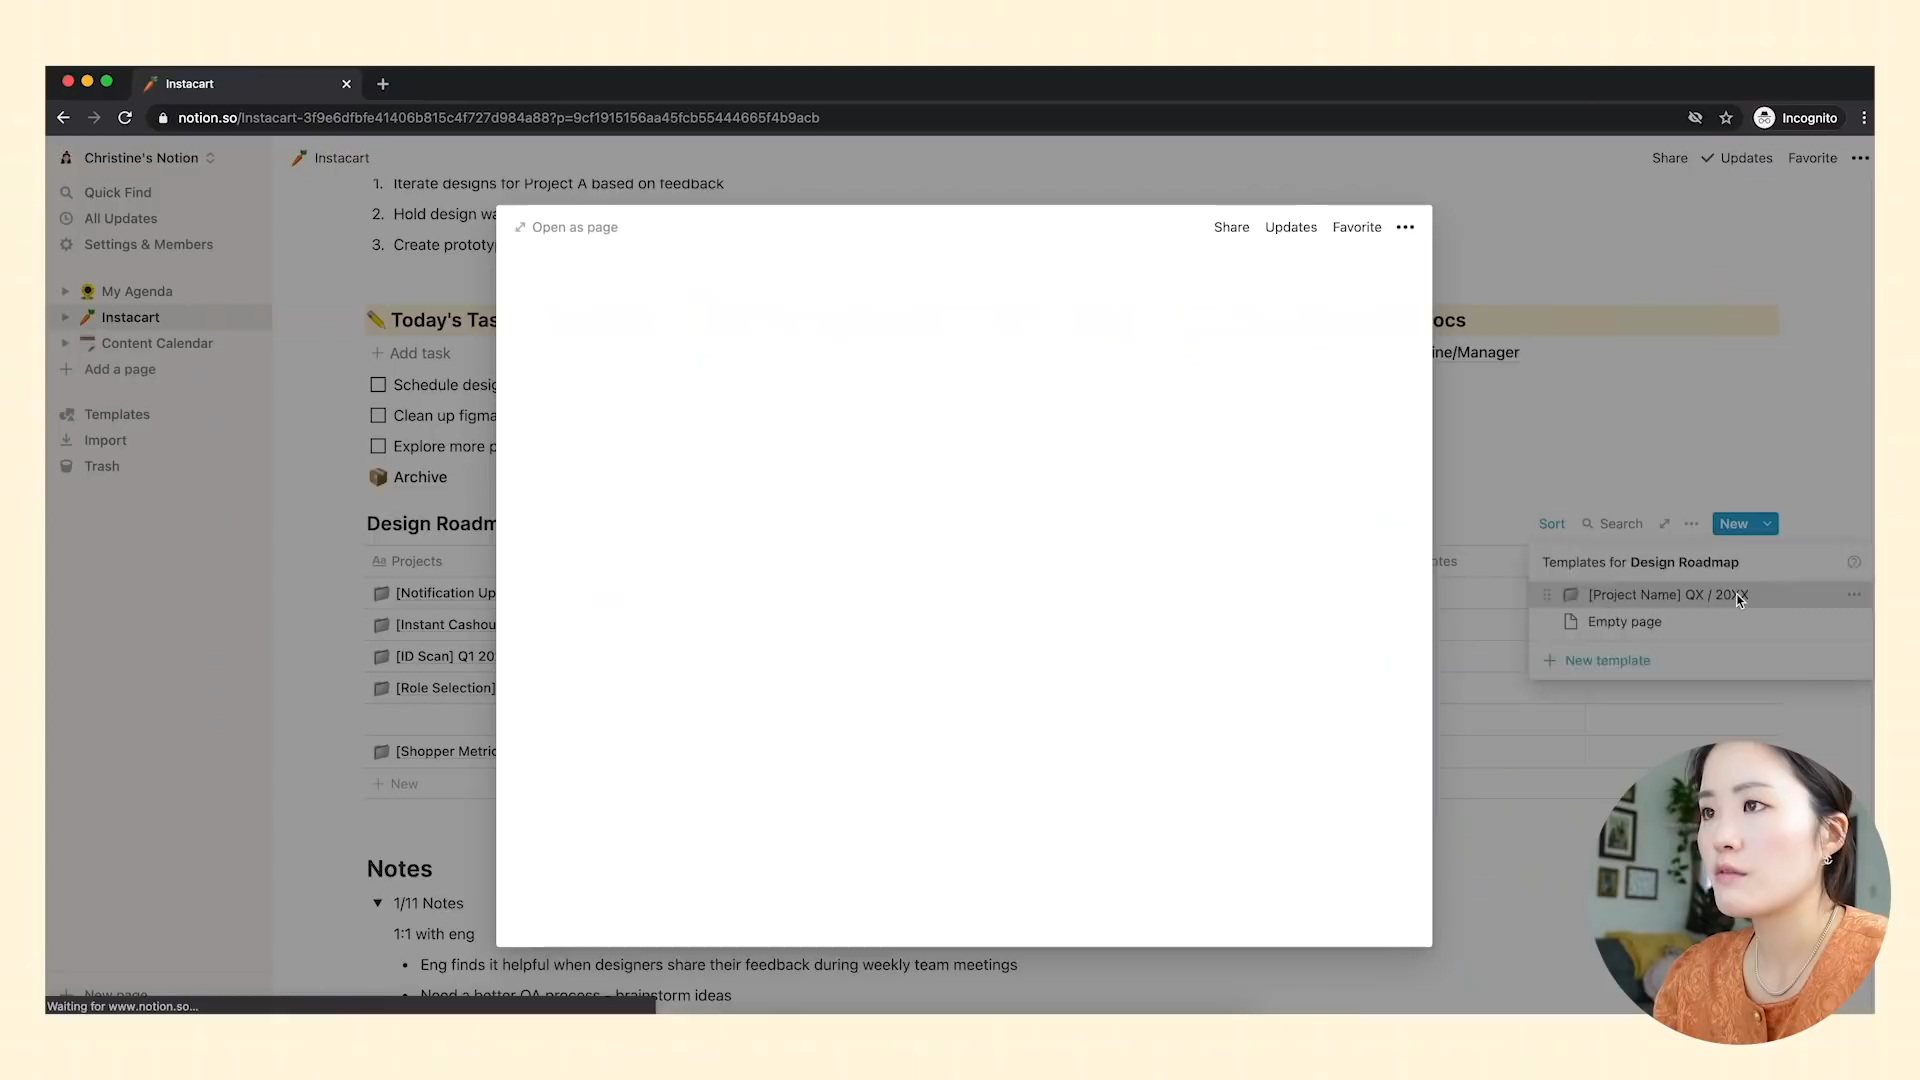 Instacart
notion.so/Instacart-3f9e6dfbfe41406b815c4f727d984a88?p=9cf1915156aa45fcb55444665f4b9acb
Incognito
Christine's Notion
Instacart
Share
Updates
Favorite
Quick Find
All Updates
Settings & Members
My Agenda
Instacart
Content Calendar
Add a page
Templates
Import
Trash
New page
1. Iterate designs for Project A based on feedback
2. Hold design wa
3. Create prototyp
Open as page
Share
Updates
Favorite
Today's Tas
Add task
Schedule desig
Clean up figma
Explore more p
Archive
ocs
ine/Manager
Design Roadm
Sort
Search
New
Aa Projects
otes
[Notification Up
[Instant Cashou
[ID Scan] Q1 20
[Role Selection]
[Shopper Metric
New
Templates for Design Roadmap
[Project Name] QX / 20XX
Empty page
New template
Notes
1/11 Notes
1:1 with eng
• Eng finds it helpful when designers share their feedback during weekly team meetings
• Need a better QA process - brainstorm ideas
Waiting for www.notion.so...